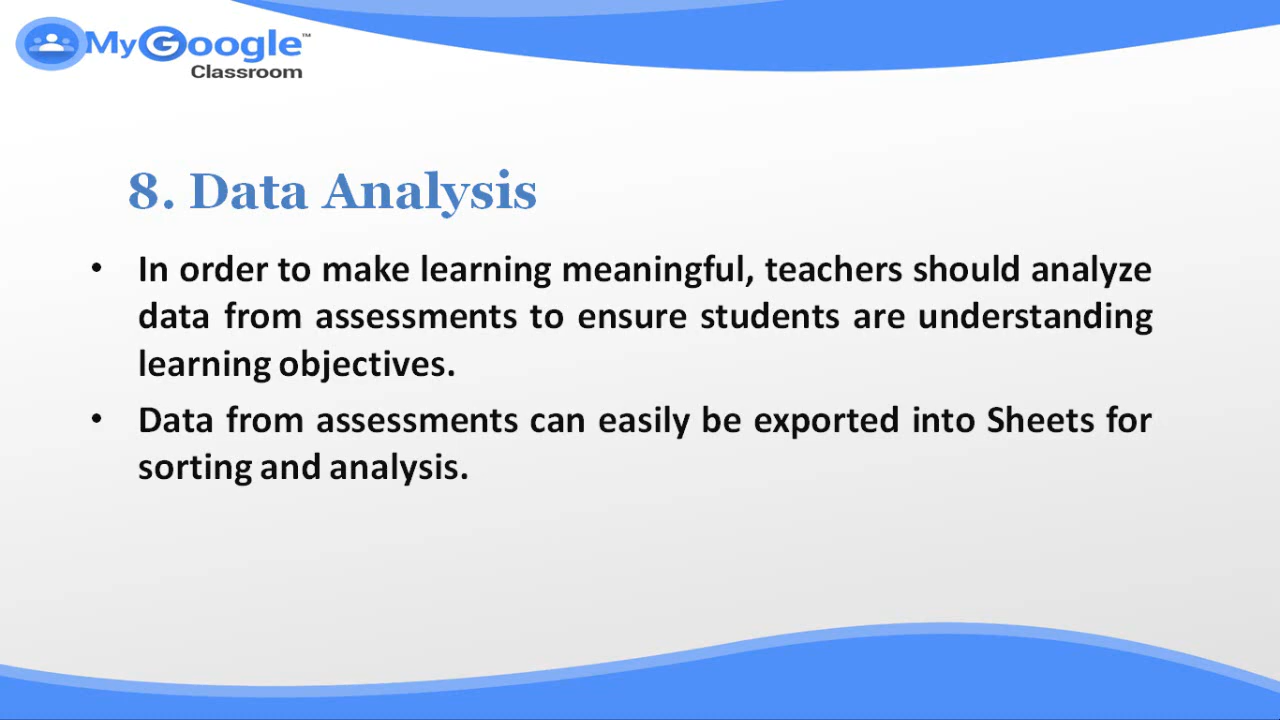 MyGoogle™
Classroom
8. Data Analysis
• In order to make learning meaningful, teachers should analyze
data from assessments to ensure students are understanding
learning objectives.
• Data from assessments can easily be exported into Sheets for
sorting and analysis.